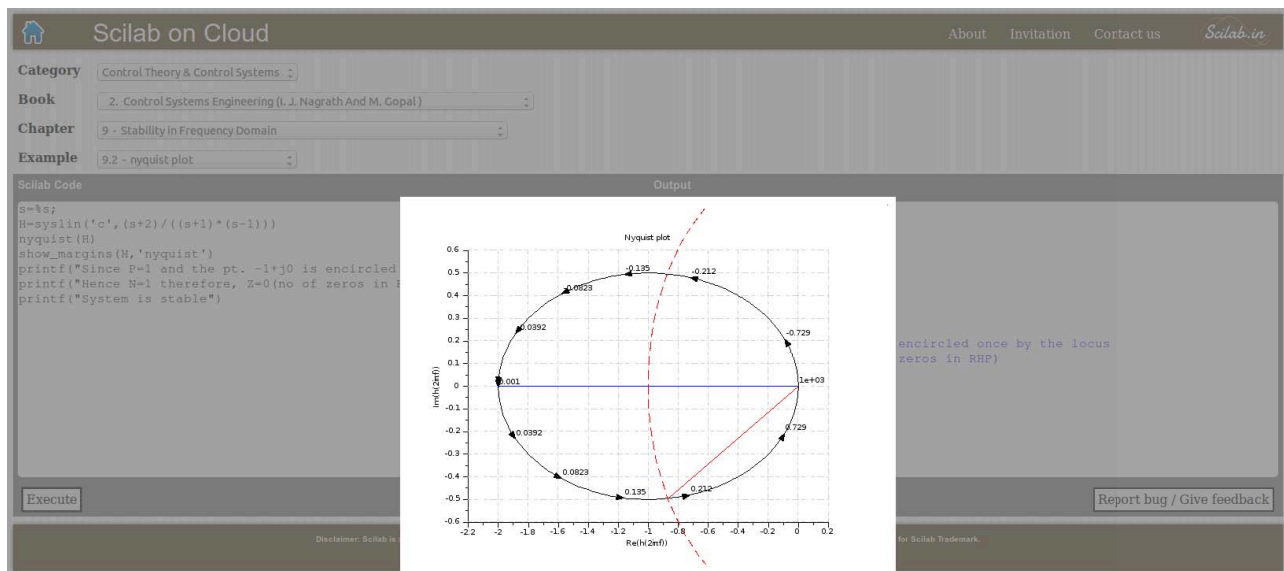 Scilab on Cloud
About Invitation Contact us Scilab.in
Category Control Theory & Control Systems
Book 2. Control Systems Engineering (I. J. Nagrath And M. Gopal )
Chapter 9 - Stability in Frequency Domain
Example 9.2 - nyquist plot
Scilab Code Output
s=%s;
H=syslin('c',(s+2)/((s+1)*(s-1)))
nyquist(H)
show_margins(H,'nyquist')
printf("Since P=1 and the pt. -1+j0 is encircled
printf("Hence N=1 therefore, Z=0(no of zeros in
printf("System is stable")
encircled once by the locus
zeros in RHP)
Nyquist plot
Im(h(2iπf))
0.6
0.5
0.4
0.3
0.2
0.1
0
-0.1
-0.2
-0.3
-0.4
-0.5
-0.6
-0.135 -0.212
-0.0823
0.0392
-0.729
0.001 1e+03
0.0392 0.729
0.0823
0.135 0.212
-2.2 -2 -1.8 -1.6 -1.4 -1.2 -1 -0.8 -0.6 -0.4 -0.2 0 0.2
Re(h(2iπf))
Execute
Report bug / Give feedback
Disclaimer: Scilab is
for Scilab Trademark.